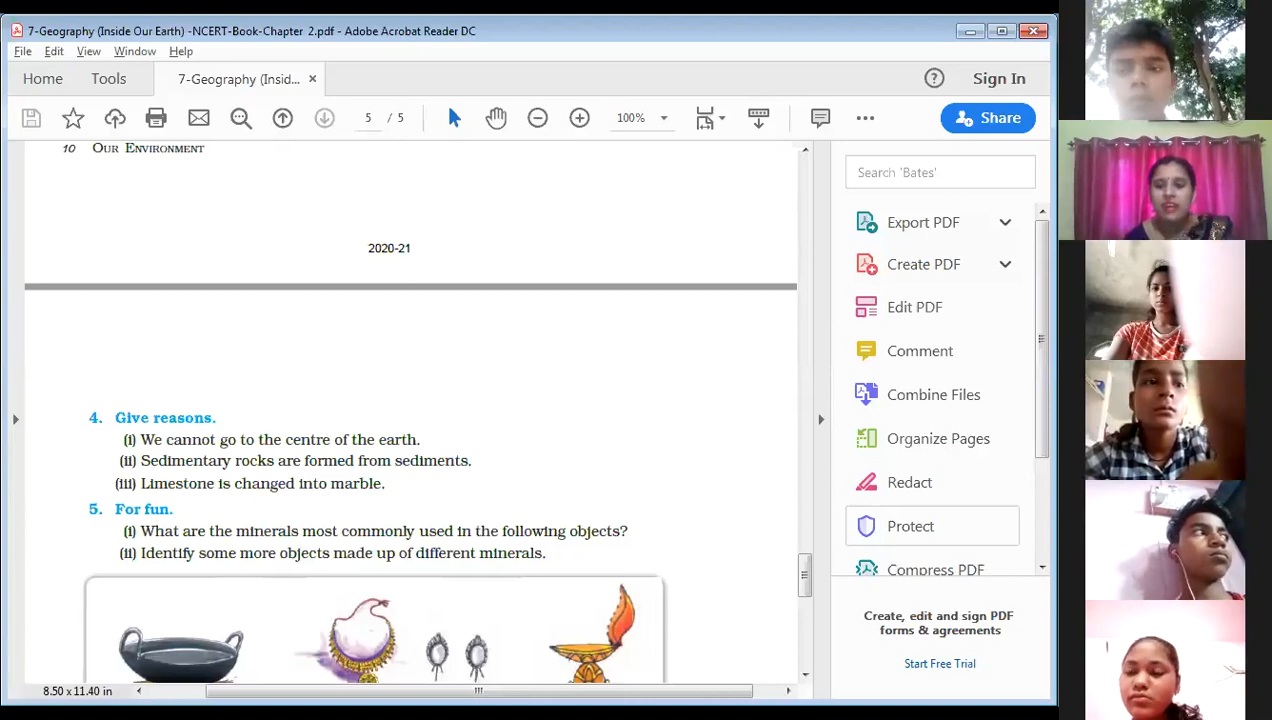 7-Geography (Inside Our Earth) -NCERT-Book-Chapter 2.pdf - Adobe Acrobat Reader DC
File Edit View Window Help
Home Tools 7-Geography (Insid... × Sign In
5 / 5 100% Share
10 OUR ENVIRONMENT
2020-21
4. Give reasons.
(i) We cannot go to the centre of the earth.
(ii) Sedimentary rocks are formed from sediments.
(iii) Limestone is changed into marble.
5. For fun.
(i) What are the minerals most commonly used in the following objects?
(ii) Identify some more objects made up of different minerals.
8.50 x 11.40 in
Search 'Bates'
Export PDF
Create PDF
Edit PDF
Comment
Combine Files
Organize Pages
Redact
Protect
Compress PDF
Create, edit and sign PDF
forms & agreements
Start Free Trial